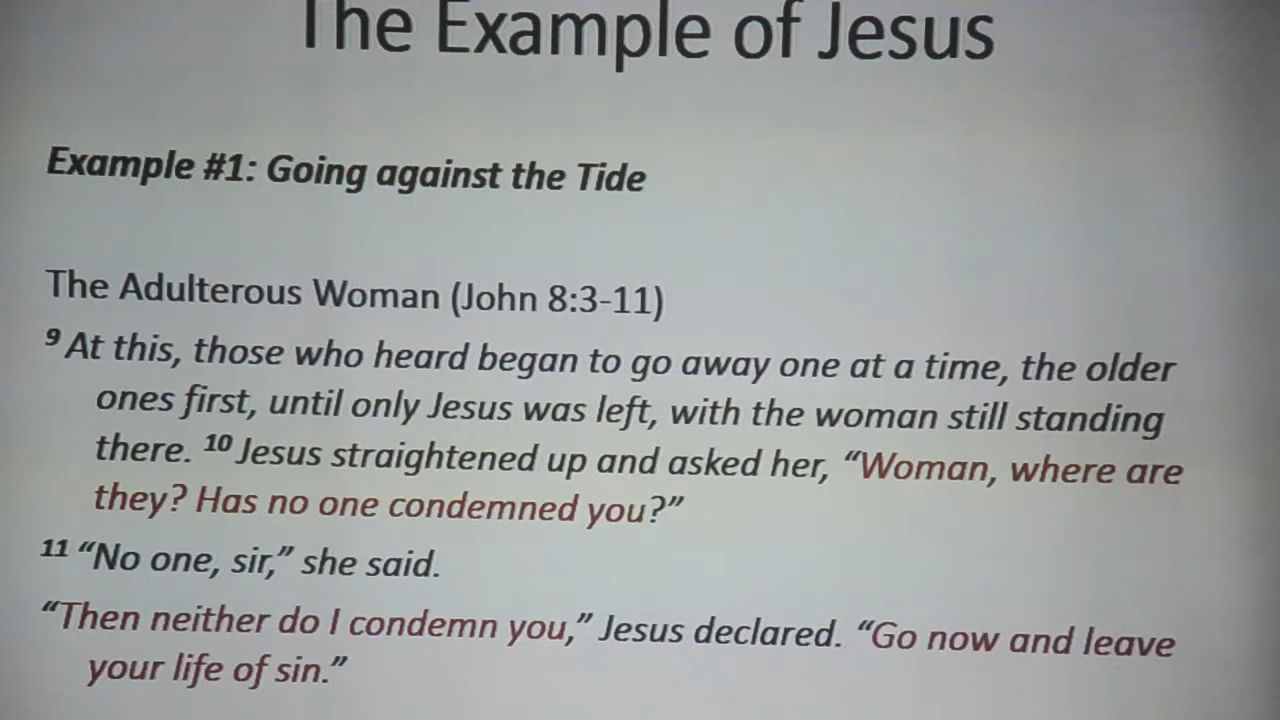 The Example of Jesus
Example #1: Going against the Tide
The Adulterous Woman (John 8:3-11)
9 At this, those who heard began to go away one at a time, the older
ones first, until only Jesus was left, with the woman still standing
there. 10 Jesus straightened up and asked her, “Woman, where are
they? Has no one condemned you?”
11 “No one, sir,” she said.
“Then neither do I condemn you,” Jesus declared. “Go now and leave
your life of sin.”